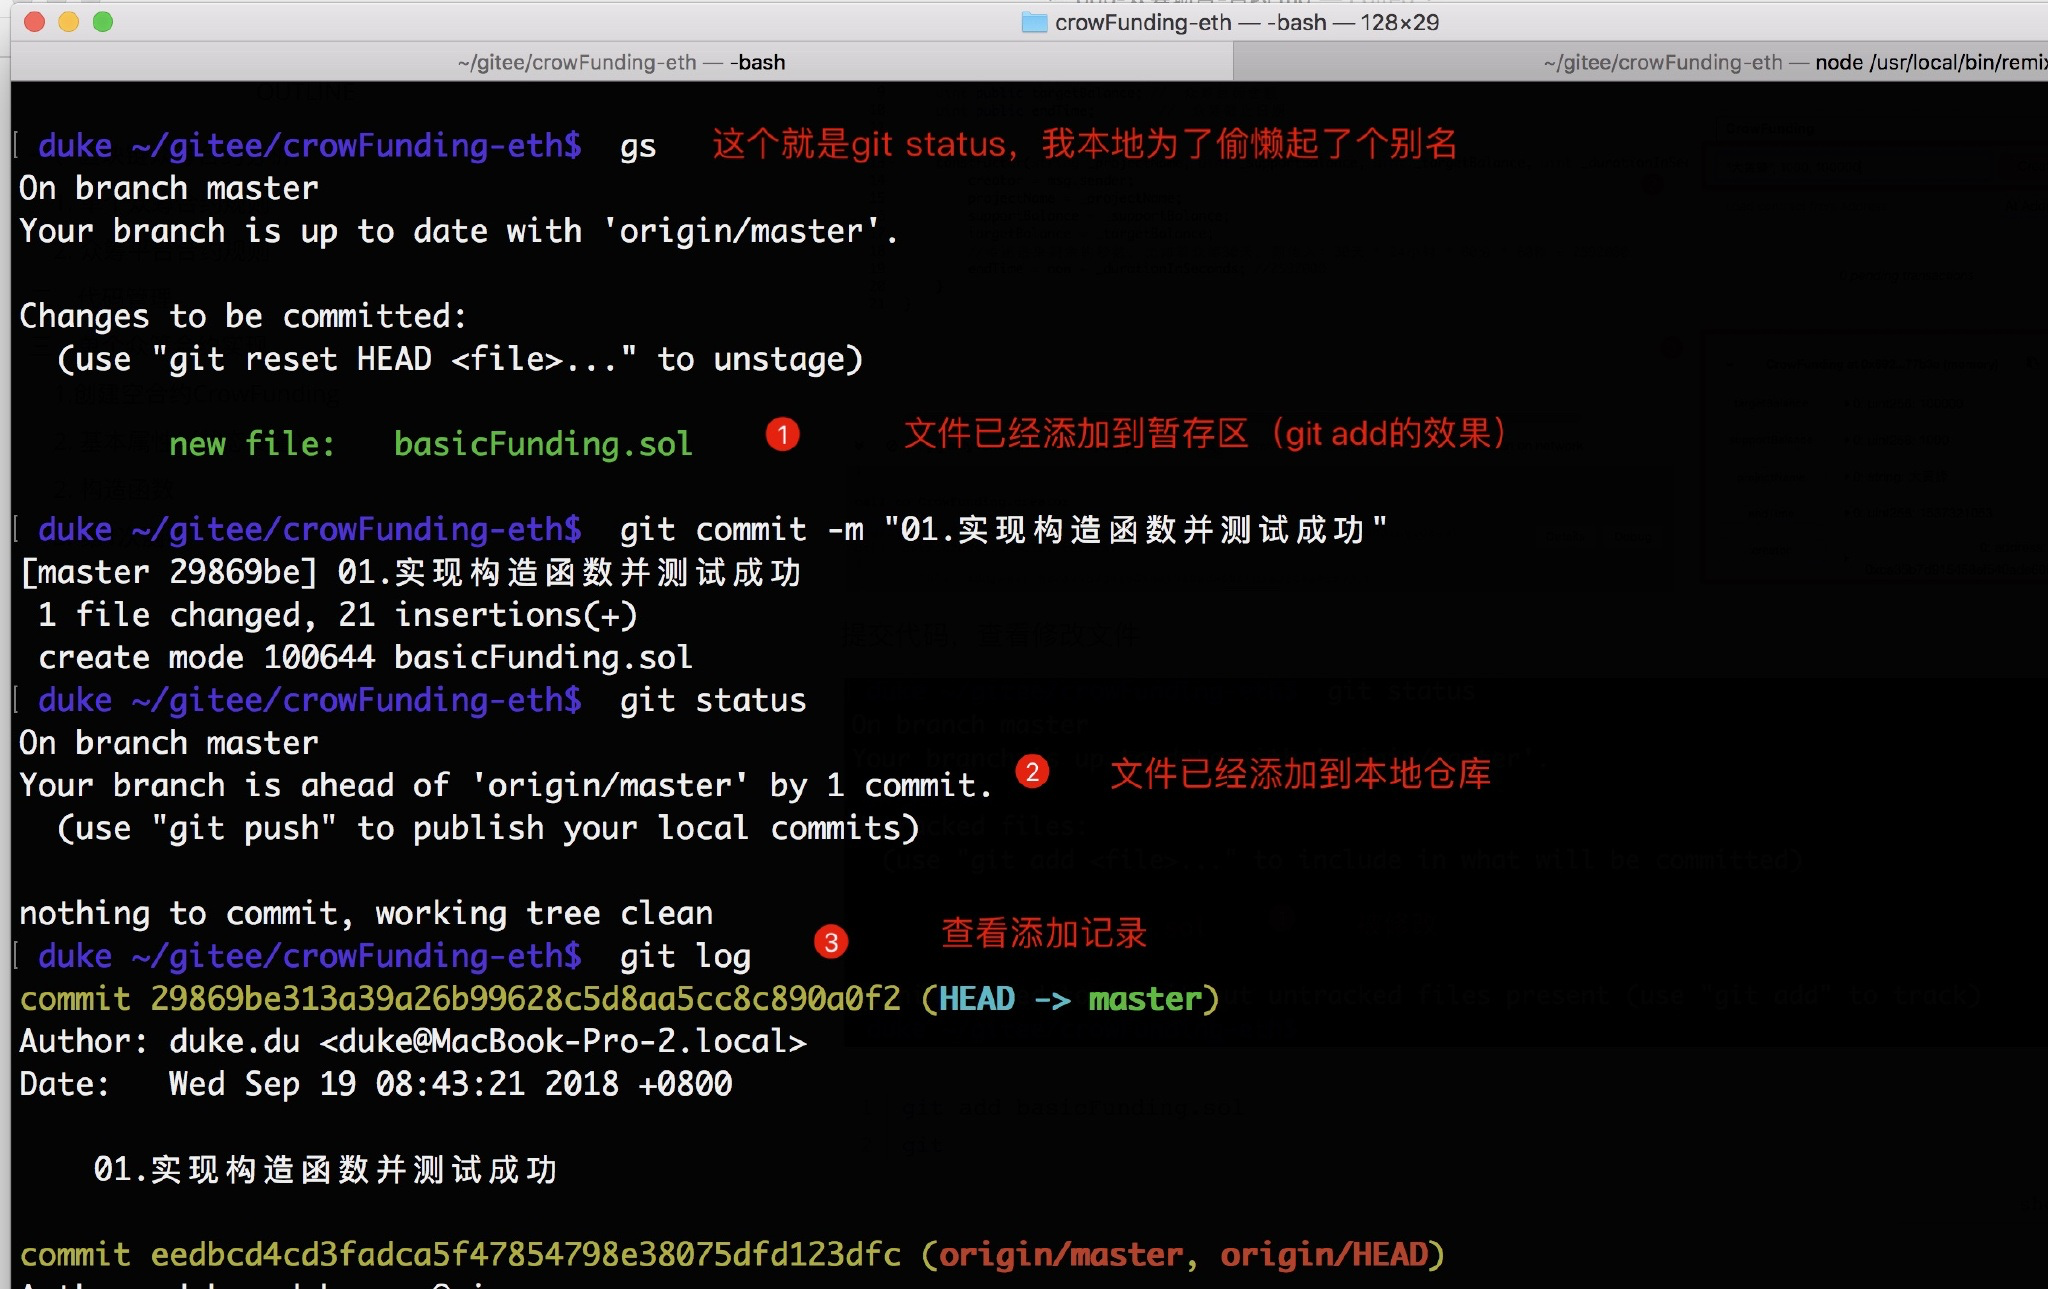 crowFunding-eth — -bash — 128×29
~/gitee/crowFunding-eth — -bash
~/gitee/crowFunding-eth — node /usr/local/bin/remix
duke ~/gitee/crowFunding-eth$ gs 这个就是git status，我本地为了偷懒起了个别名
On branch master
Your branch is up to date with 'origin/master'.
Changes to be committed:
(use "git reset HEAD <file>..." to unstage)
new file: basicFunding.sol 1 文件已经添加到暂存区（git add的效果）
duke ~/gitee/crowFunding-eth$ git commit -m "01.实现构造函数并测试成功"
[master 29869be] 01.实现构造函数并测试成功
1 file changed, 21 insertions(+)
create mode 100644 basicFunding.sol
duke ~/gitee/crowFunding-eth$ git status
On branch master
Your branch is ahead of 'origin/master' by 1 commit. 2 文件已经添加到本地仓库
(use "git push" to publish your local commits)
nothing to commit, working tree clean
duke ~/gitee/crowFunding-eth$ git log 3 查看添加记录
commit 29869be313a39a26b99628c5d8aa5cc8c890a0f2 (HEAD -> master)
Author: duke.du <duke@MacBook-Pro-2.local>
Date: Wed Sep 19 08:43:21 2018 +0800
01.实现构造函数并测试成功
commit eedbcd4cd3fadca5f47854798e38075dfd123dfc (origin/master, origin/HEAD)